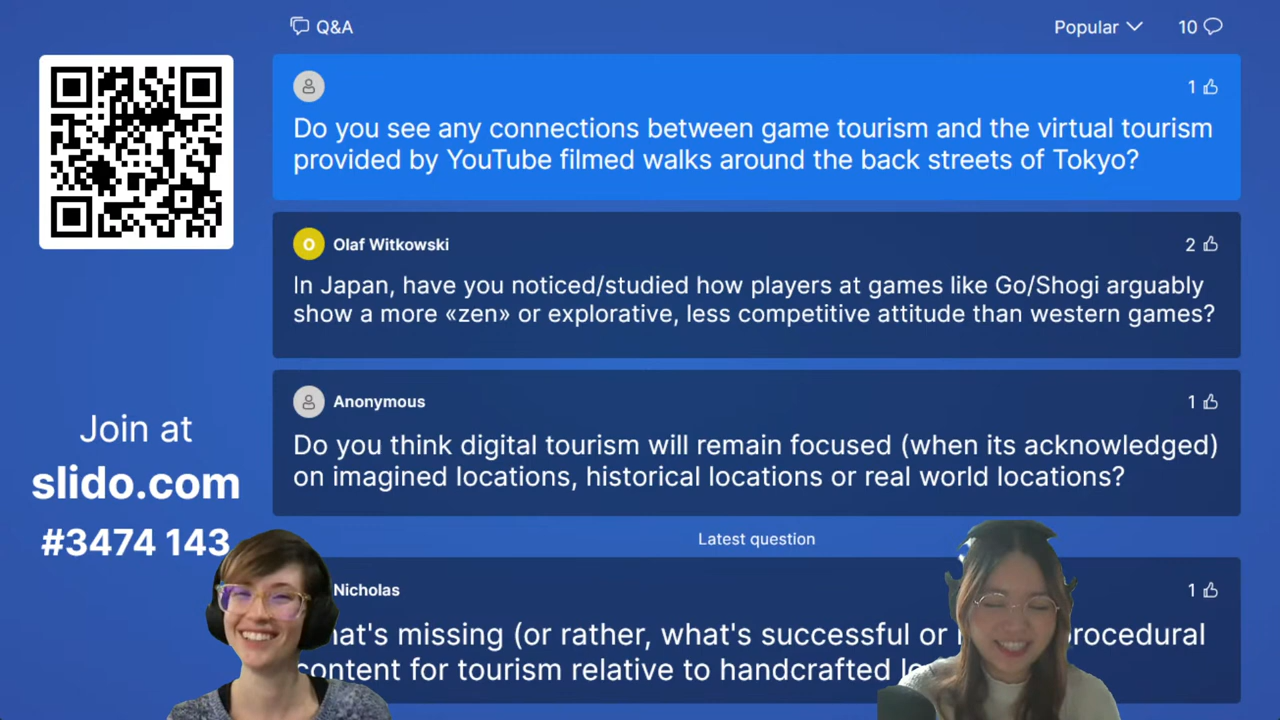 Q&A
Popular
10
1
Do you see any connections between game tourism and the virtual tourism
provided by YouTube filmed walks around the back streets of Tokyo?
O Olaf Witkowski
2
In Japan, have you noticed/studied how players at games like Go/Shogi arguably
show a more «zen» or explorative, less competitive attitude than western games?
Anonymous
1
Do you think digital tourism will remain focused (when its acknowledged)
on imagined locations, historical locations or real world locations?
Join at
slido.com
#3474 143
Latest question
Nicholas
1
hat's missing (or rather, what's successful or procedural
content for tourism relative to handcrafted